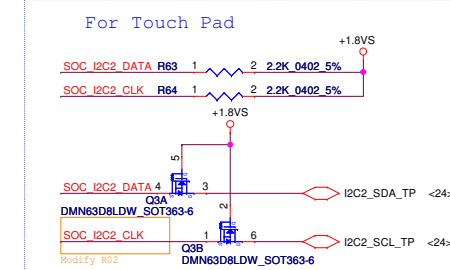 For Touch Pad
+1.8VS
SOC_I2C2_DATA R63 1 2 2.2K_0402_5%
SOC_I2C2_CLK R64 1 2 2.2K_0402_5%
+1.8VS
5
SOC_I2C2_DATA 4 3 I2C2_SDA_TP <24>
Q3A
DMN63D8LDW_SOT363-6
2
SOC_I2C2_CLK 1 6 I2C2_SCL_TP <24>
Q3B
Modify R02 DMN63D8LDW_SOT363-6